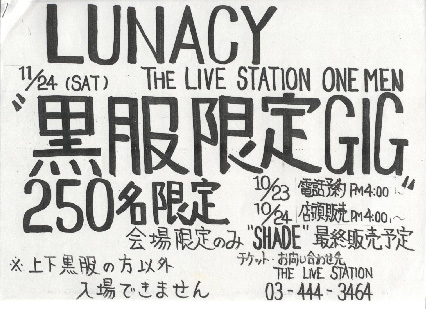 LUNACY
11/24 (SAT) THE LIVE STATION ONE MEN
"黒服限定GIG"
250名限定
10/23 電話予約 PM4:00〜
10/24 店頭販売 PM4:00〜
会場限定のみ "SHADE" 最終販売予定
※上下黒服の方以外
入場できません
チケット・お問い合わせ先
THE LIVE STATION
03-444-3464